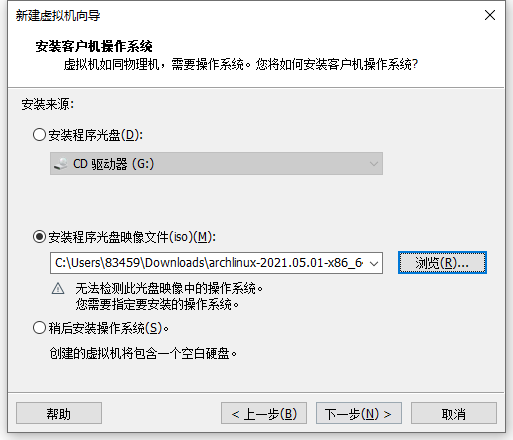 新建虚拟机向导
安装客户机操作系统
虚拟机如同物理机，需要操作系统。您将如何安装客户机操作系统?
安装来源:
安装程序光盘(D):
CD 驱动器 (G:)
安装程序光盘映像文件(iso)(M):
C:\Users\83459\Downloads\archlinux-2021.05.01-x86_6
浏览(R)...
无法检测此光盘映像中的操作系统。
您需要指定要安装的操作系统。
稍后安装操作系统(S)。
创建的虚拟机将包含一个空白硬盘。
帮助
< 上一步(B)
下一步(N) >
取消